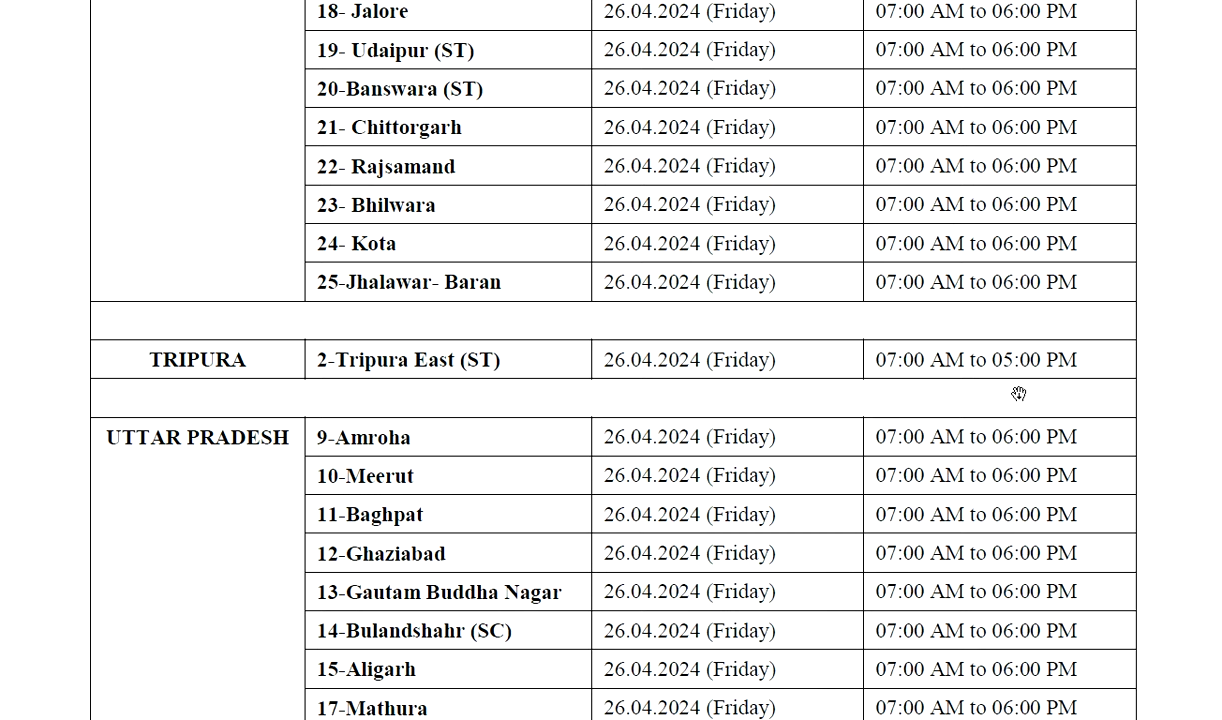 18- Jalore 26.04.2024 (Friday) 07:00 AM to 06:00 PM
19- Udaipur (ST) 26.04.2024 (Friday) 07:00 AM to 06:00 PM
20-Banswara (ST) 26.04.2024 (Friday) 07:00 AM to 06:00 PM
21- Chittorgarh 26.04.2024 (Friday) 07:00 AM to 06:00 PM
22- Rajsamand 26.04.2024 (Friday) 07:00 AM to 06:00 PM
23- Bhilwara 26.04.2024 (Friday) 07:00 AM to 06:00 PM
24- Kota 26.04.2024 (Friday) 07:00 AM to 06:00 PM
25-Jhalawar- Baran 26.04.2024 (Friday) 07:00 AM to 06:00 PM
TRIPURA 2-Tripura East (ST) 26.04.2024 (Friday) 07:00 AM to 05:00 PM
UTTAR PRADESH 9-Amroha 26.04.2024 (Friday) 07:00 AM to 06:00 PM
10-Meerut 26.04.2024 (Friday) 07:00 AM to 06:00 PM
11-Baghpat 26.04.2024 (Friday) 07:00 AM to 06:00 PM
12-Ghaziabad 26.04.2024 (Friday) 07:00 AM to 06:00 PM
13-Gautam Buddha Nagar 26.04.2024 (Friday) 07:00 AM to 06:00 PM
14-Bulandshahr (SC) 26.04.2024 (Friday) 07:00 AM to 06:00 PM
15-Aligarh 26.04.2024 (Friday) 07:00 AM to 06:00 PM
17-Mathura 26.04.2024 (Friday) 07:00 AM to 06:00 PM